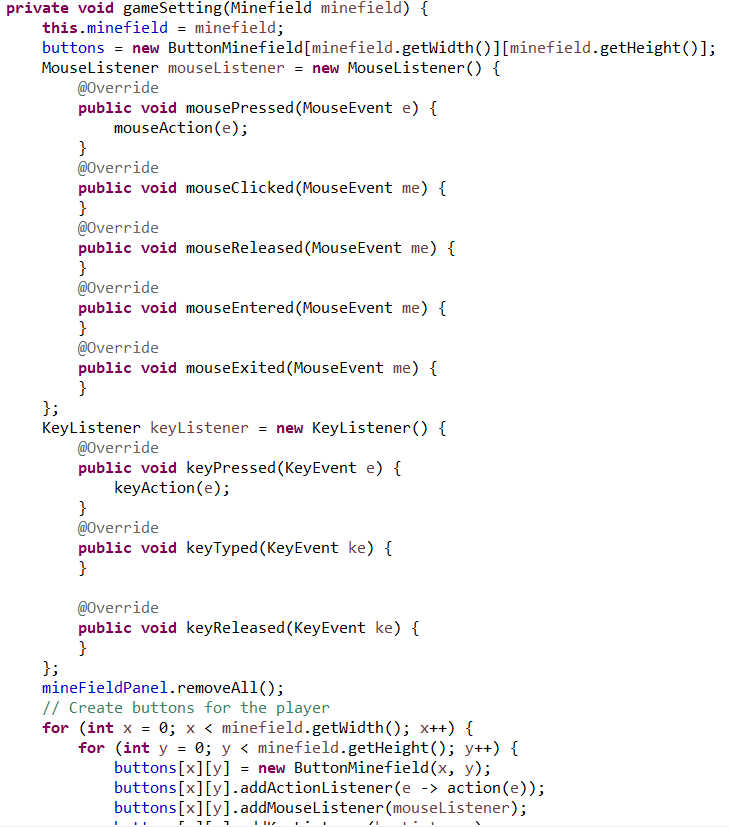 private void gameSetting(Minefield minefield) {
    this.minefield = minefield;
    buttons = new ButtonMinefield[minefield.getWidth()][minefield.getHeight()];
    MouseListener mouseListener = new MouseListener() {
        @Override
        public void mousePressed(MouseEvent e) {
            mouseAction(e);
        }
        @Override
        public void mouseClicked(MouseEvent me) {
        }
        @Override
        public void mouseReleased(MouseEvent me) {
        }
        @Override
        public void mouseEntered(MouseEvent me) {
        }
        @Override
        public void mouseExited(MouseEvent me) {
        }
    };
    KeyListener keyListener = new KeyListener() {
        @Override
        public void keyPressed(KeyEvent e) {
            keyAction(e);
        }
        @Override
        public void keyTyped(KeyEvent ke) {
        }

        @Override
        public void keyReleased(KeyEvent ke) {
        }
    };
    mineFieldPanel.removeAll();
    // Create buttons for the player
    for (int x = 0; x < minefield.getWidth(); x++) {
        for (int y = 0; y < minefield.getHeight(); y++) {
            buttons[x][y] = new ButtonMinefield(x, y);
            buttons[x][y].addActionListener(e -> action(e));
            buttons[x][y].addMouseListener(mouseListener);